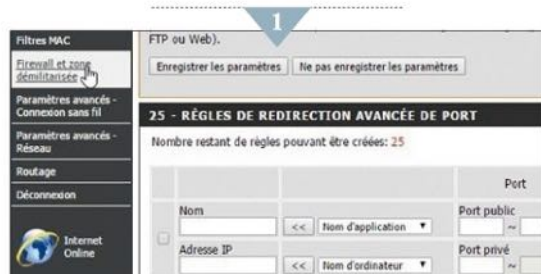 1
Filtres MAC
Firewall et zone
démilitarisée
Paramètres avancés -
Connexion sans fil
Paramètres avancés -
Réseau
Routage
Déconnexion
Internet
Online
FTP ou Web).
Enregistrer les paramètres Ne pas enregistrer les paramètres
25 - RÈGLES DE REDIRECTION AVANCÉE DE PORT
Nombre restant de règles pouvant être créées: 25
Port
Nom Port public
<< Nom d'application ~
Adresse IP Port privé
<< Nom d'ordinateur ~